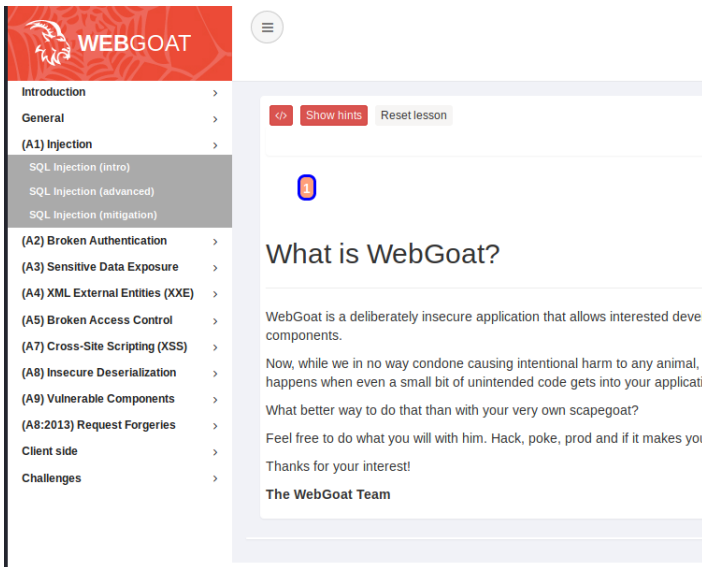 WEBGOAT
Introduction
General
(A1) Injection
SQL Injection (intro)
SQL Injection (advanced)
SQL Injection (mitigation)
(A2) Broken Authentication
(A3) Sensitive Data Exposure
(A4) XML External Entities (XXE)
(A5) Broken Access Control
(A7) Cross-Site Scripting (XSS)
(A8) Insecure Deserialization
(A9) Vulnerable Components
(A8:2013) Request Forgeries
Client side
Challenges
</> Show hints Reset lesson
1
What is WebGoat?
WebGoat is a deliberately insecure application that allows interested deve
components.
Now, while we in no way condone causing intentional harm to any animal,
happens when even a small bit of unintended code gets into your applicati
What better way to do that than with your very own scapegoat?
Feel free to do what you will with him. Hack, poke, prod and if it makes you
Thanks for your interest!
The WebGoat Team